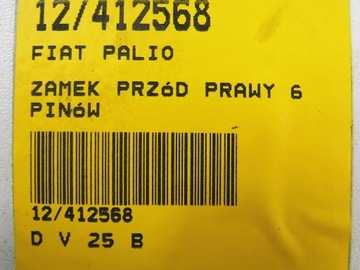 12/412568
FIAT PALIO
ZAMEK PRZóD PRAWY 6
PINóW
12/412568
D V 25 B